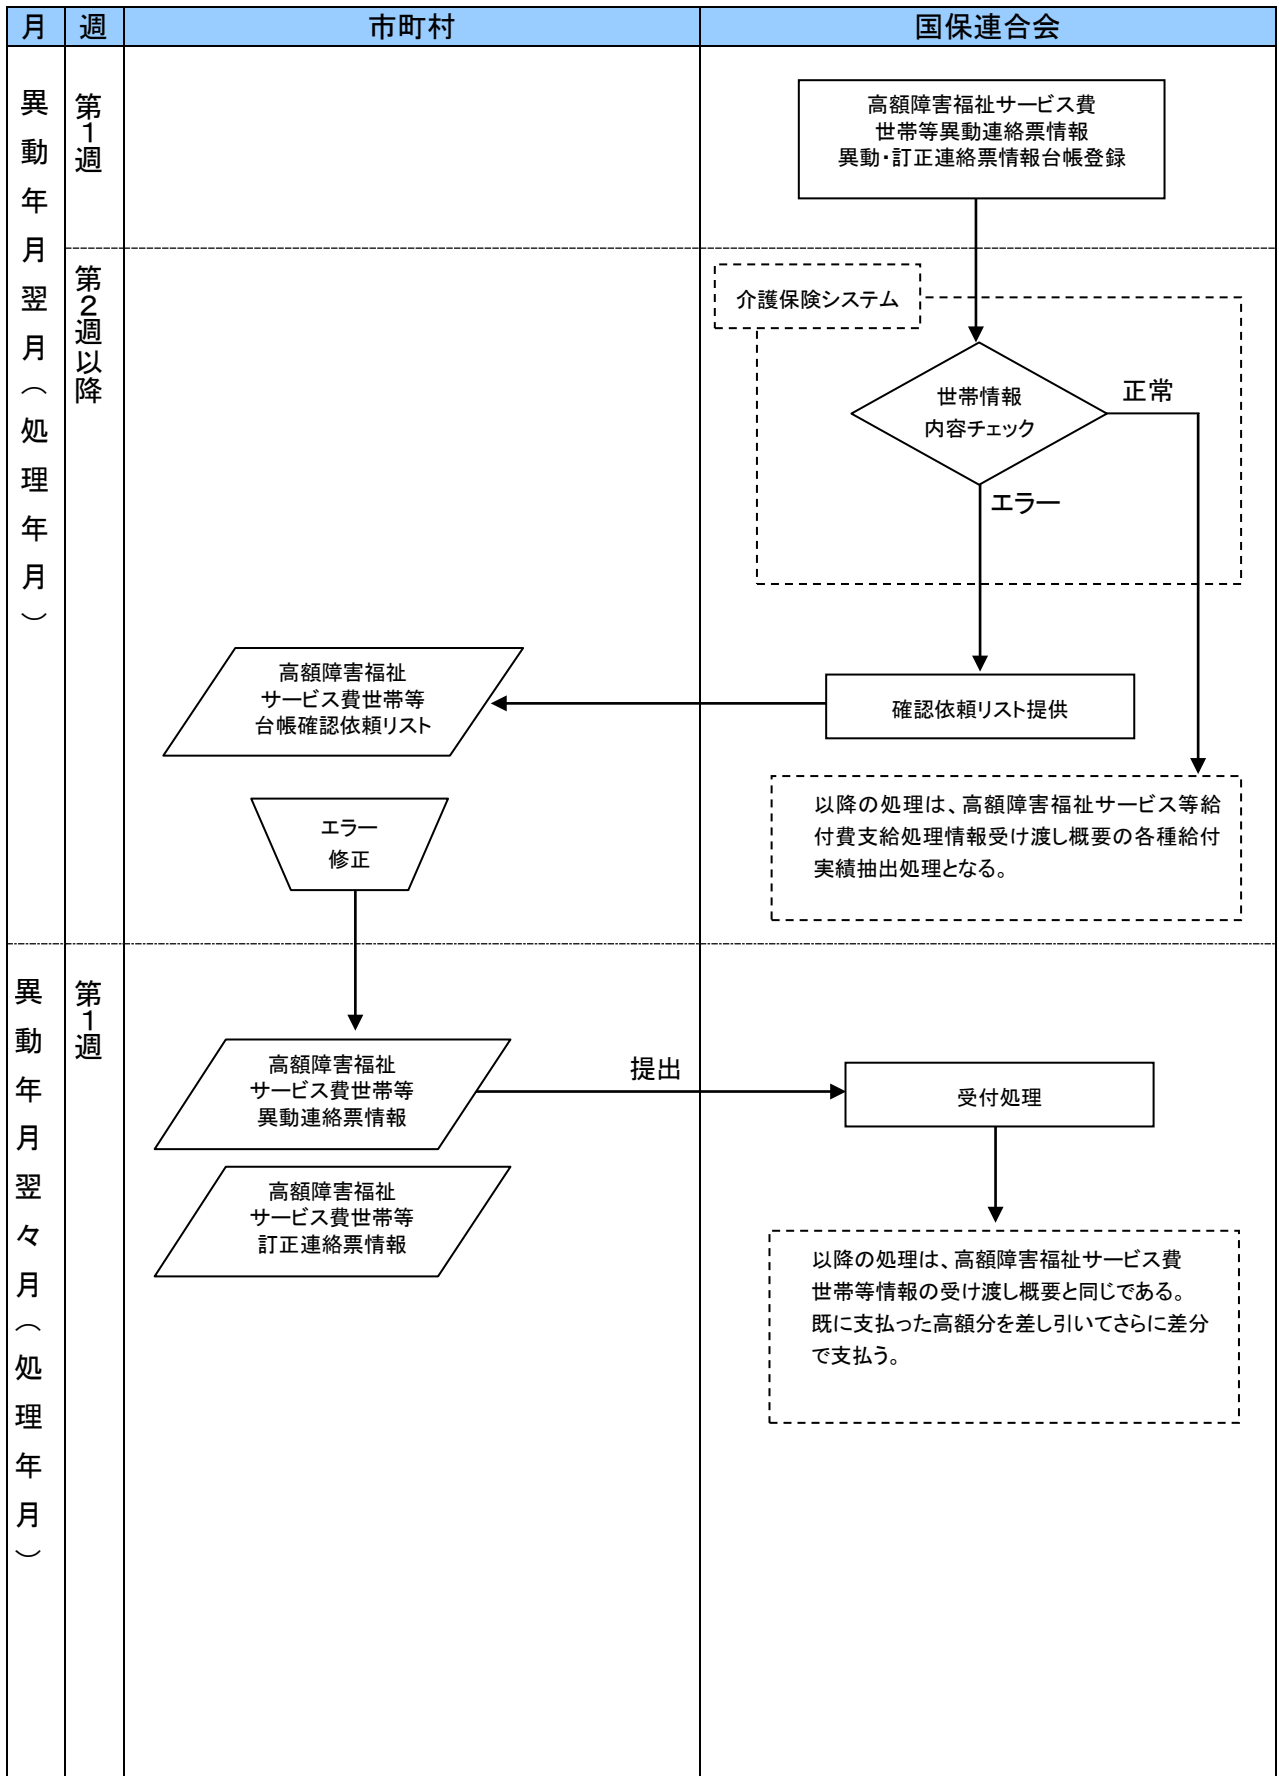 月 週 市町村 国保連合会
異動年月翌月（処理年月）
第1週
高額障害福祉サービス費
世帯等異動連絡票情報
異動・訂正連絡票情報台帳登録
第2週以降
介護保険システム
世帯情報
内容チェック
正常
エラー
確認依頼リスト提供
高額障害福祉
サービス費世帯等
台帳確認依頼リスト
エラー
修正
以降の処理は、高額障害福祉サービス等給
付費支給処理情報受け渡し概要の各種給付
実績抽出処理となる。
異動年月翌々月（処理年月）
第1週
高額障害福祉
サービス費世帯等
異動連絡票情報
提出
受付処理
高額障害福祉
サービス費世帯等
訂正連絡票情報
以降の処理は、高額障害福祉サービス費
世帯等情報の受け渡し概要と同じである。
既に支払った高額分を差し引いてさらに差分
で支払う。